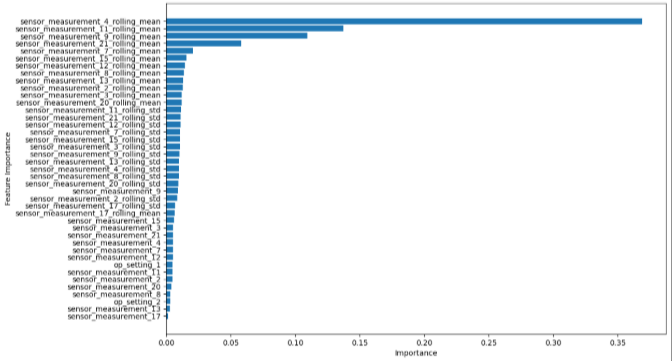 sensor_measurement_4_rolling_mean
sensor_measurement_11_rolling_mean
sensor_measurement_9_rolling_mean
sensor_measurement_21_rolling_mean
sensor_measurement_7_rolling_mean
sensor_measurement_15_rolling_mean
sensor_measurement_12_rolling_mean
sensor_measurement_8_rolling_mean
sensor_measurement_13_rolling_mean
sensor_measurement_2_rolling_mean
sensor_measurement_3_rolling_mean
sensor_measurement_20_rolling_mean
sensor_measurement_11_rolling_std
sensor_measurement_21_rolling_std
sensor_measurement_12_rolling_std
sensor_measurement_7_rolling_std
sensor_measurement_15_rolling_std
sensor_measurement_3_rolling_std
sensor_measurement_9_rolling_std
sensor_measurement_13_rolling_std
sensor_measurement_4_rolling_std
sensor_measurement_8_rolling_std
sensor_measurement_20_rolling_std
sensor_measurement_9
sensor_measurement_2_rolling_std
sensor_measurement_17_rolling_std
sensor_measurement_17_rolling_mean
sensor_measurement_15
sensor_measurement_3
sensor_measurement_21
sensor_measurement_4
sensor_measurement_7
sensor_measurement_12
op_setting_1
sensor_measurement_11
sensor_measurement_2
sensor_measurement_20
sensor_measurement_8
op_setting_2
sensor_measurement_13
sensor_measurement_17
Feature Importance
0.00 0.05 0.10 0.15 0.20 0.25 0.30 0.35
Importance